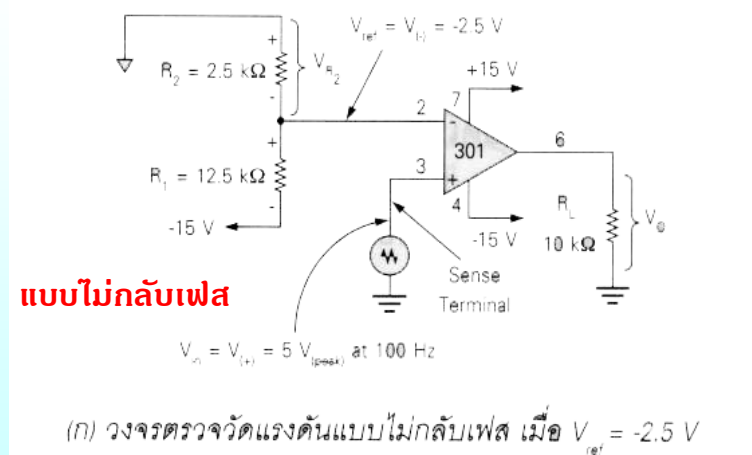 V_ref = V_(-) = -2.5 V
+
R_2 = 2.5 kΩ
V_R_2
-
+15 V
2
7
-
301
6
+
R_1 = 12.5 kΩ
-
3
+
4
-15 V
-15 V
R_L
10 kΩ
V_o
Sense
Terminal
แบบไม่กลับเฟส
V_in = V_(+) = 5 V_(peak) at 100 Hz
(ก) วงจรตรวจวัดแรงดันแบบไม่กลับเฟส เมื่อ V_ref = -2.5 V